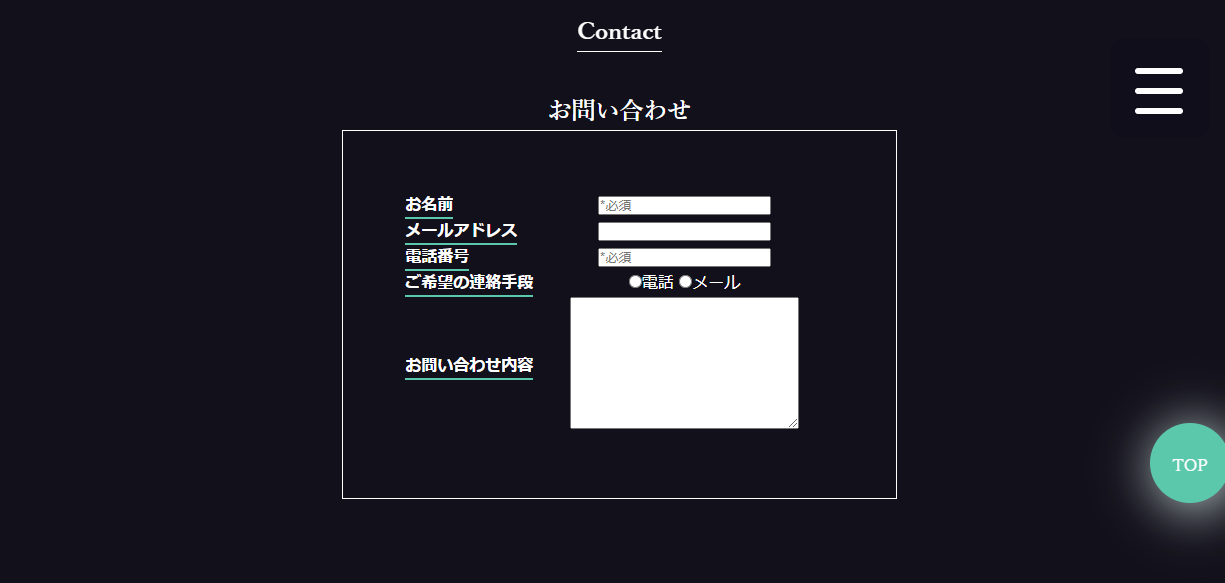 Contact
お問い合わせ
お名前 *必須
メールアドレス
電話番号 *必須
ご希望の連絡手段 電話 メール
お問い合わせ内容
TOP